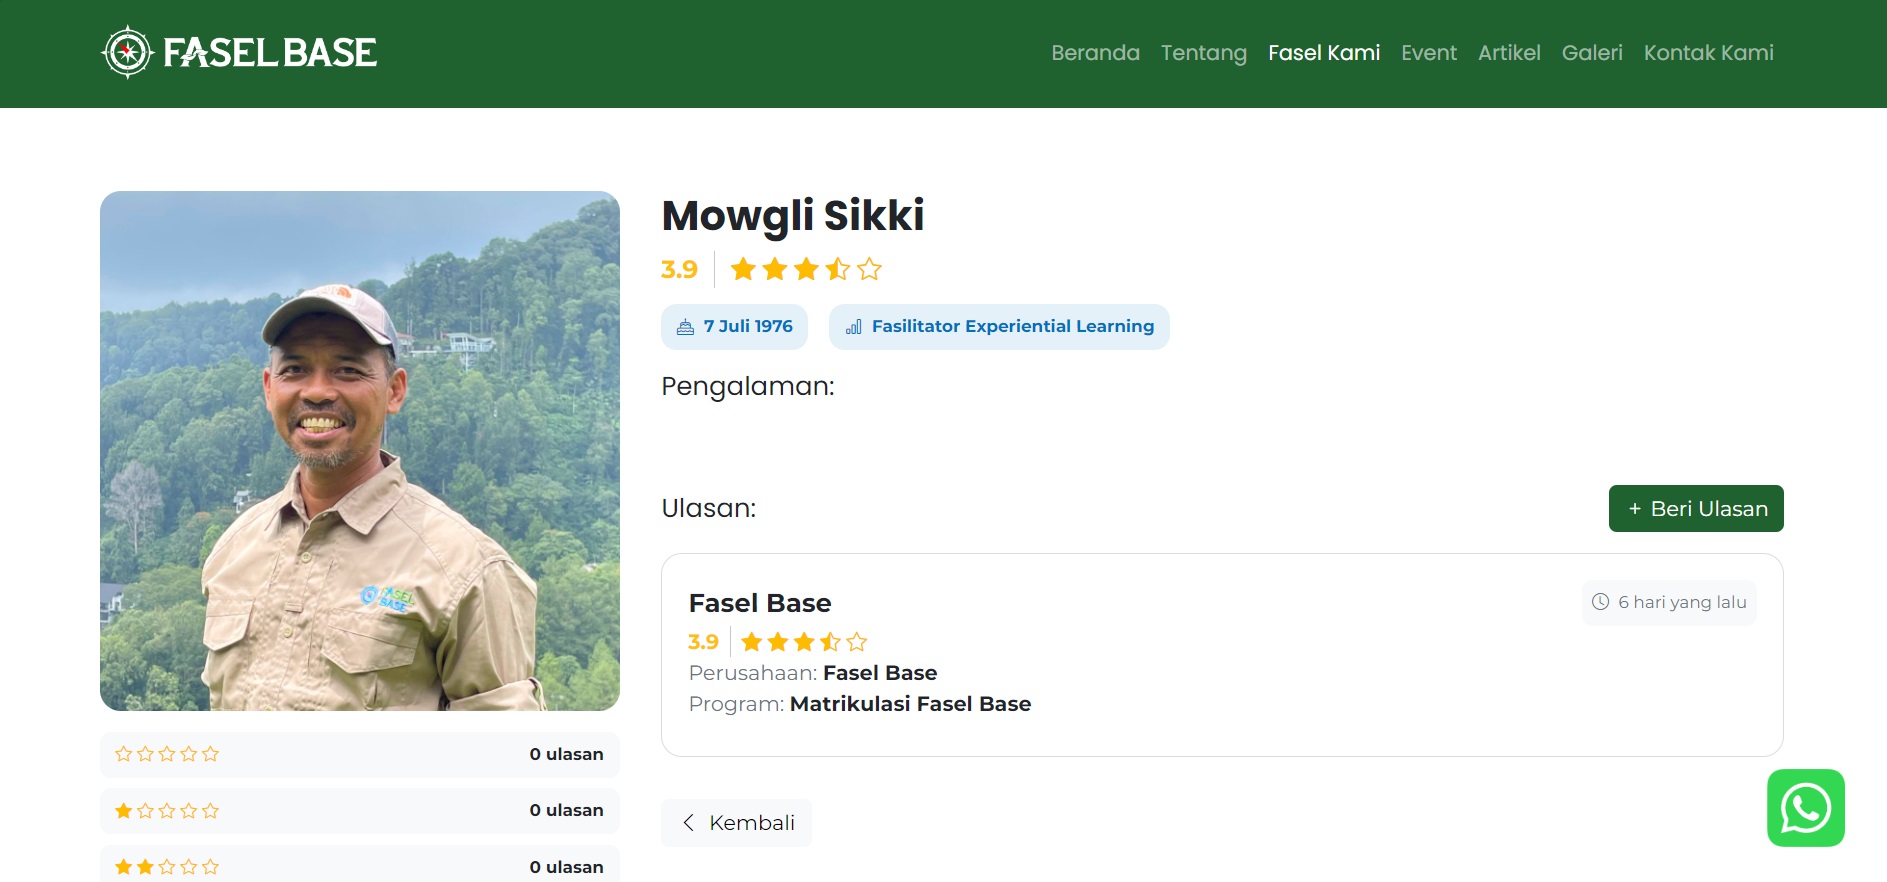 FASEL BASE
Beranda Tentang Fasel Kami Event Artikel Galeri Kontak Kami
Mowgli Sikki
3.9
7 Juli 1976
Fasilitator Experiential Learning
Pengalaman:
Ulasan:
+ Beri Ulasan
Fasel Base
6 hari yang lalu
3.9
Perusahaan: Fasel Base
Program: Matrikulasi Fasel Base
Kembali
FASEL
BASE
0 ulasan
0 ulasan
0 ulasan